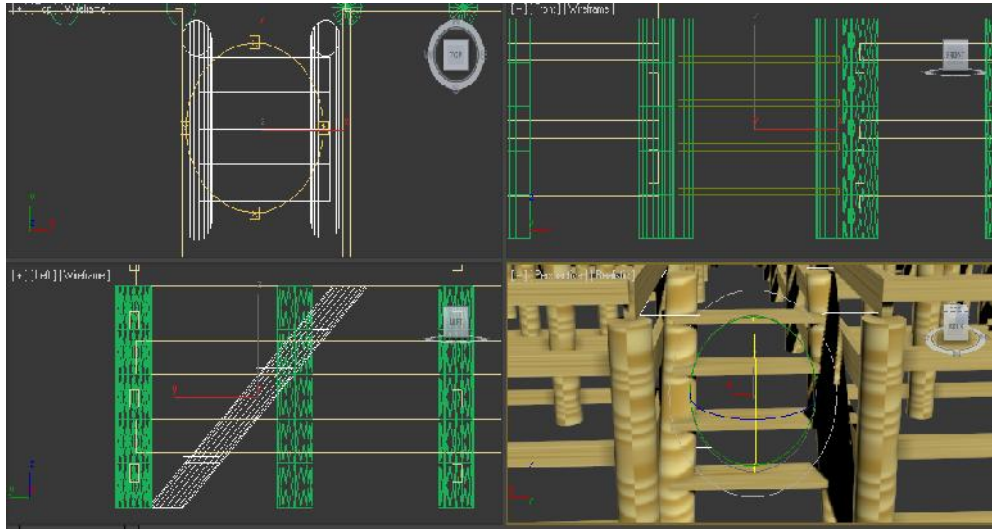 [+] [Top] [Wireframe]
TOP
[+] [Front] [Wireframe]
FRONT
[+] [Left] [Wireframe]
LEFT
[+] [Perspective] [Realistic]